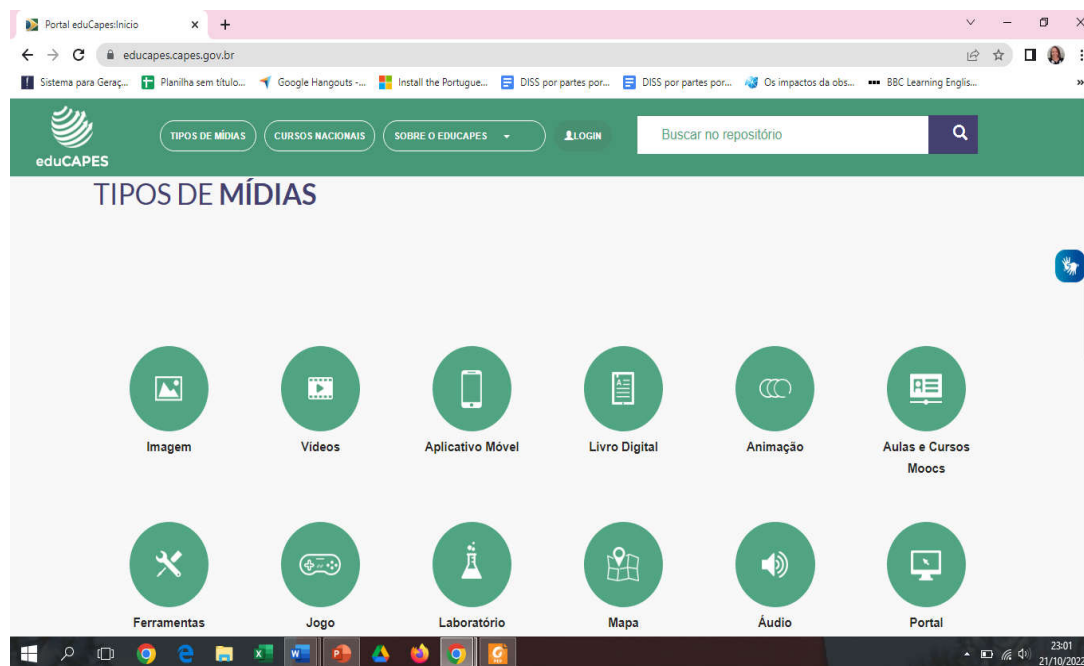 Portal eduCapes:Inicio
educapes.capes.gov.br
Sistema para Geraç... Planilha sem título... Google Hangouts -... Install the Portugue... DISS por partes por... DISS por partes por... Os impactos da obs... BBC Learning Englis... »
eduCAPES
TIPOS DE MÍDIAS CURSOS NACIONAIS SOBRE O EDUCAPES LOGIN Buscar no repositório
TIPOS DE MÍDIAS
Imagem Vídeos Aplicativo Móvel Livro Digital Animação Aulas e Cursos
Moocs
Ferramentas Jogo Laboratório Mapa Áudio Portal
23:01